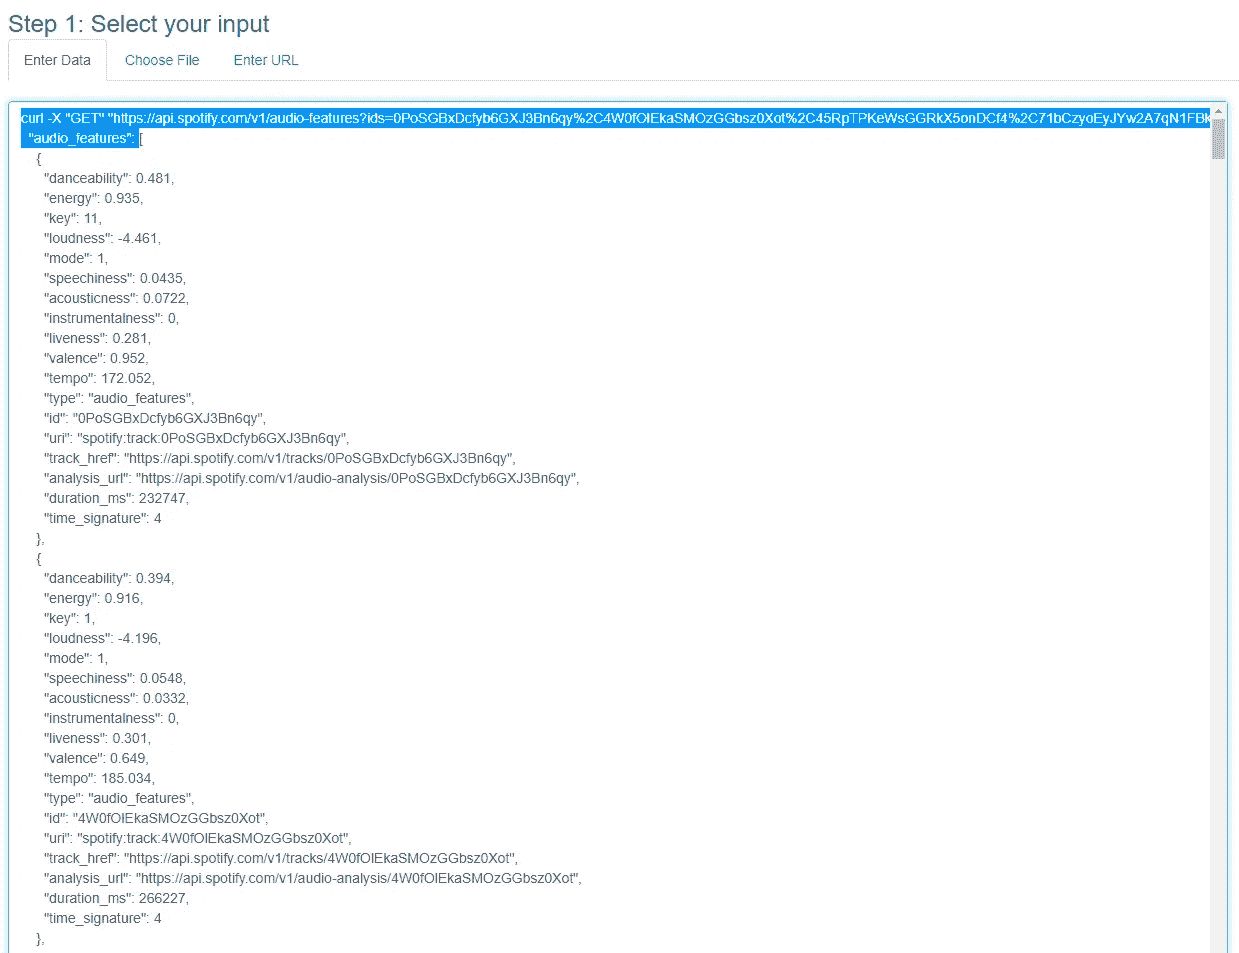 Step 1: Select your input
Enter Data Choose File Enter URL
curl -X "GET" "https://api.spotify.com/v1/audio-features?ids=0PoSGBxDcfyb6GXJ3Bn6qy%2C4W0fOlEkaSMOzGGbsz0Xot%2C45RpTPKeWsGGRkX5onDCf4%2C71bCzyoEyJYw2A7qN1FBk
"audio_features": [
{
"danceability": 0.481,
"energy": 0.935,
"key": 11,
"loudness": -4.461,
"mode": 1,
"speechiness": 0.0435,
"acousticness": 0.0722,
"instrumentalness": 0,
"liveness": 0.281,
"valence": 0.952,
"tempo": 172.052,
"type": "audio_features",
"id": "0PoSGBxDcfyb6GXJ3Bn6qy",
"uri": "spotify:track:0PoSGBxDcfyb6GXJ3Bn6qy",
"track_href": "https://api.spotify.com/v1/tracks/0PoSGBxDcfyb6GXJ3Bn6qy",
"analysis_url": "https://api.spotify.com/v1/audio-analysis/0PoSGBxDcfyb6GXJ3Bn6qy",
"duration_ms": 232747,
"time_signature": 4
},
{
"danceability": 0.394,
"energy": 0.916,
"key": 1,
"loudness": -4.196,
"mode": 1,
"speechiness": 0.0548,
"acousticness": 0.0332,
"instrumentalness": 0,
"liveness": 0.301,
"valence": 0.649,
"tempo": 185.034,
"type": "audio_features",
"id": "4W0fOlEkaSMOzGGbsz0Xot",
"uri": "spotify:track:4W0fOlEkaSMOzGGbsz0Xot",
"track_href": "https://api.spotify.com/v1/tracks/4W0fOlEkaSMOzGGbsz0Xot",
"analysis_url": "https://api.spotify.com/v1/audio-analysis/4W0fOlEkaSMOzGGbsz0Xot",
"duration_ms": 266227,
"time_signature": 4
},